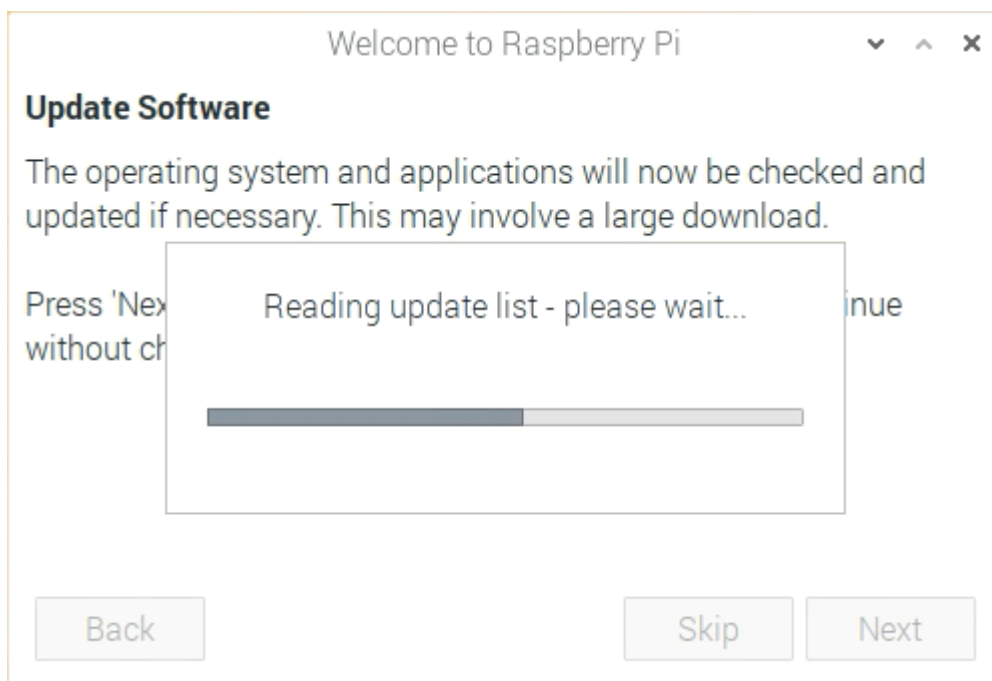 Welcome to Raspberry Pi
Update Software
The operating system and applications will now be checked and
updated if necessary. This may involve a large download.
Press 'Nex
inue
without ch
Reading update list - please wait...
Back
Skip
Next